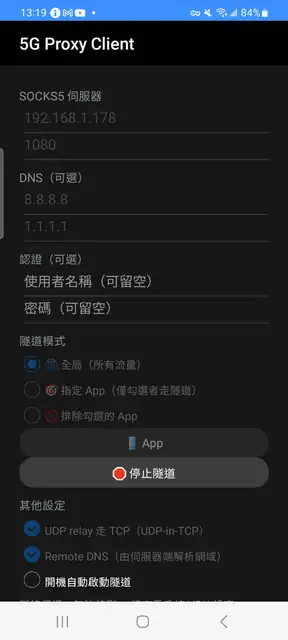 13:19
84%
5G Proxy Client
SOCKS5 伺服器
192.168.1.178
1080
DNS（可選）
8.8.8.8
1.1.1.1
認證（可選）
使用者名稱（可留空）
密碼（可留空）
隧道模式
全局（所有流量）
指定 App（僅勾選者走隧道）
排除勾選的 App
App
停止隧道
其他設定
UDP relay 走 TCP（UDP-in-TCP）
Remote DNS（由伺服器端解析網域）
開機自動啟動隧道